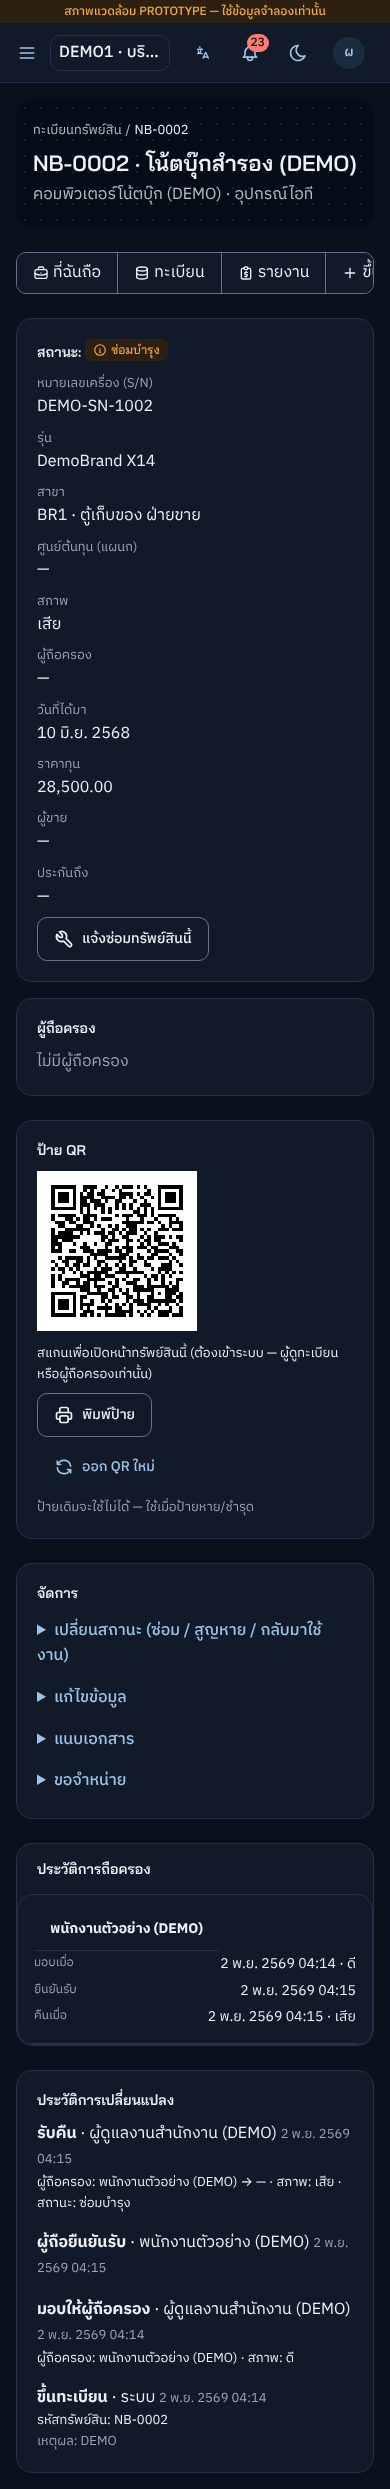 สภาพแวดล้อม PROTOTYPE — ใช้ข้อมูลจำลองเท่านั้น
DEMO1 · บริ...
23
ผ
ทะเบียนทรัพย์สิน / NB-0002
NB-0002 · โน้ตบุ๊กสำรอง (DEMO)
คอมพิวเตอร์โน้ตบุ๊ก (DEMO) · อุปกรณ์ไอที
ที่ฉันถือ
ทะเบียน
รายงาน
สถานะ: ซ่อมบำรุง
หมายเลขเครื่อง (S/N)
DEMO-SN-1002
รุ่น
DemoBrand X14
สาขา
BR1 · ตู้เก็บของ ฝ่ายขาย
ศูนย์ต้นทุน (แผนก)
—
สภาพ
เสีย
ผู้ถือครอง
—
วันที่ได้มา
10 มิ.ย. 2568
ราคาทุน
28,500.00
ผู้ขาย
—
ประกันถึง
—
แจ้งซ่อมทรัพย์สินนี้
ผู้ถือครอง
ไม่มีผู้ถือครอง
ป้าย QR
สแกนเพื่อเปิดหน้าทรัพย์สินนี้ (ต้องเข้าระบบ — ผู้ดูทะเบียน
หรือผู้ถือครองเท่านั้น)
พิมพ์ป้าย
ออก QR ใหม่
ป้ายเดิมจะใช้ไม่ได้ — ใช้เมื่อป้ายหาย/ชำรุด
จัดการ
เปลี่ยนสถานะ (ซ่อม / สูญหาย / กลับมาใช้
งาน)
แก้ไขข้อมูล
แนบเอกสาร
ขอจำหน่าย
ประวัติการถือครอง
พนักงานตัวอย่าง (DEMO)
มอบเมื่อ 2 พ.ย. 2569 04:14 · ดี
ยืนยันรับ 2 พ.ย. 2569 04:15
คืนเมื่อ 2 พ.ย. 2569 04:15 · เสีย
ประวัติการเปลี่ยนแปลง
รับคืน · ผู้ดูแลงานสำนักงาน (DEMO) 2 พ.ย. 2569
04:15
ผู้ถือครอง: พนักงานตัวอย่าง (DEMO) → — · สภาพ: เสีย ·
สถานะ: ซ่อมบำรุง
ผู้ถือยืนยันรับ · พนักงานตัวอย่าง (DEMO) 2 พ.ย.
2569 04:15
มอบให้ผู้ถือครอง · ผู้ดูแลงานสำนักงาน (DEMO)
2 พ.ย. 2569 04:14
ผู้ถือครอง: พนักงานตัวอย่าง (DEMO) · สภาพ: ดี
ขึ้นทะเบียน · ระบบ 2 พ.ย. 2569 04:14
รหัสทรัพย์สิน: NB-0002
เหตุผล: DEMO